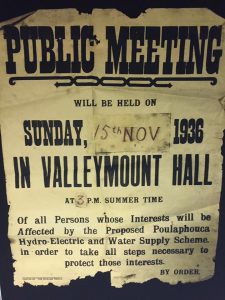 PUBLIC MEETING
WILL BE HELD ON
SUNDAY, 15th NOV 1936
IN VALLEYMOUNT HALL
AT 3 P.M. SUMMER TIME
Of all Persons whose Interests will be
Affected by the Proposed Poulaphouca
Hydro-Electric and Water Supply Scheme,
in order to take all steps necessary to
protect those interests.
BY ORDER.